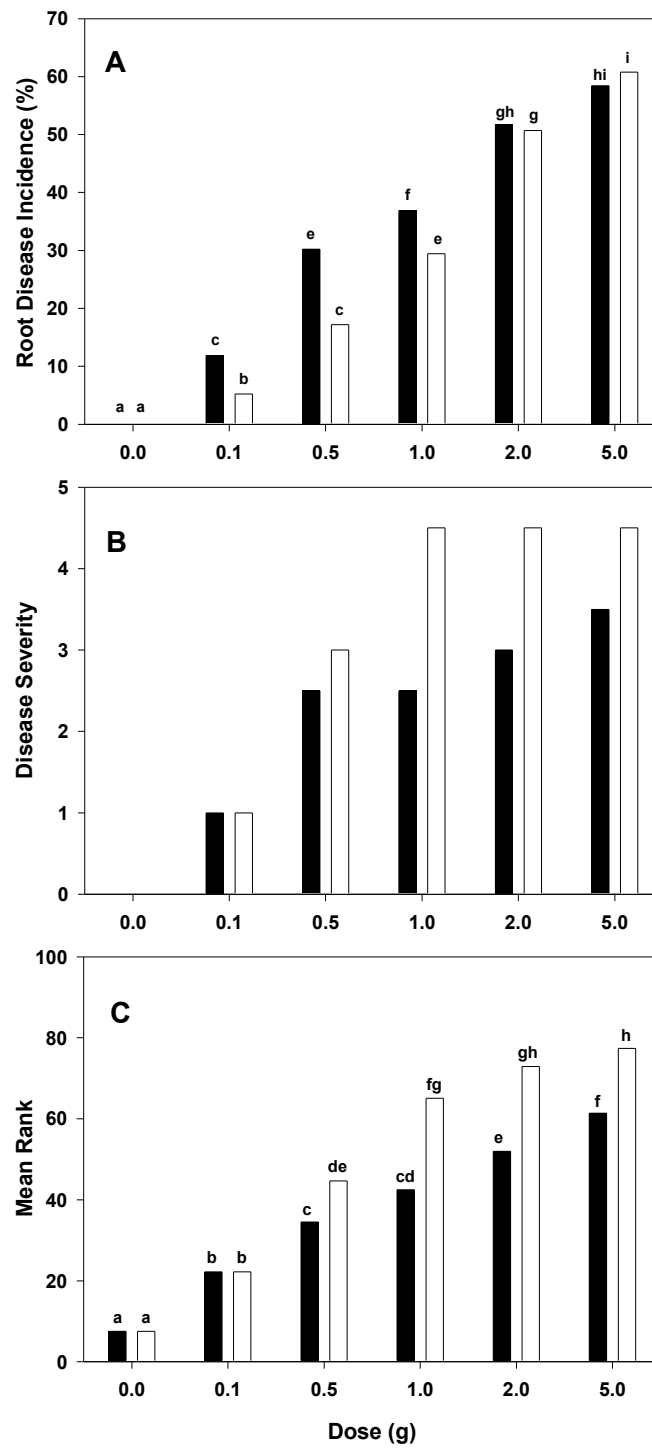 70
A
i
hi
60
gh
g
50
Root Disease Incidence (%)
f
40
e
e
30
c
20
c
b
10
a a
0
0.0 0.1 0.5 1.0 2.0 5.0
5
B
4
Disease Severity
3
2
1
0
0.0 0.1 0.5 1.0 2.0 5.0
100
C
h
80
gh
fg
f
60
Mean Rank
e
de
cd
40
c
b b
20
a a
0
0.0 0.1 0.5 1.0 2.0 5.0
Dose (g)